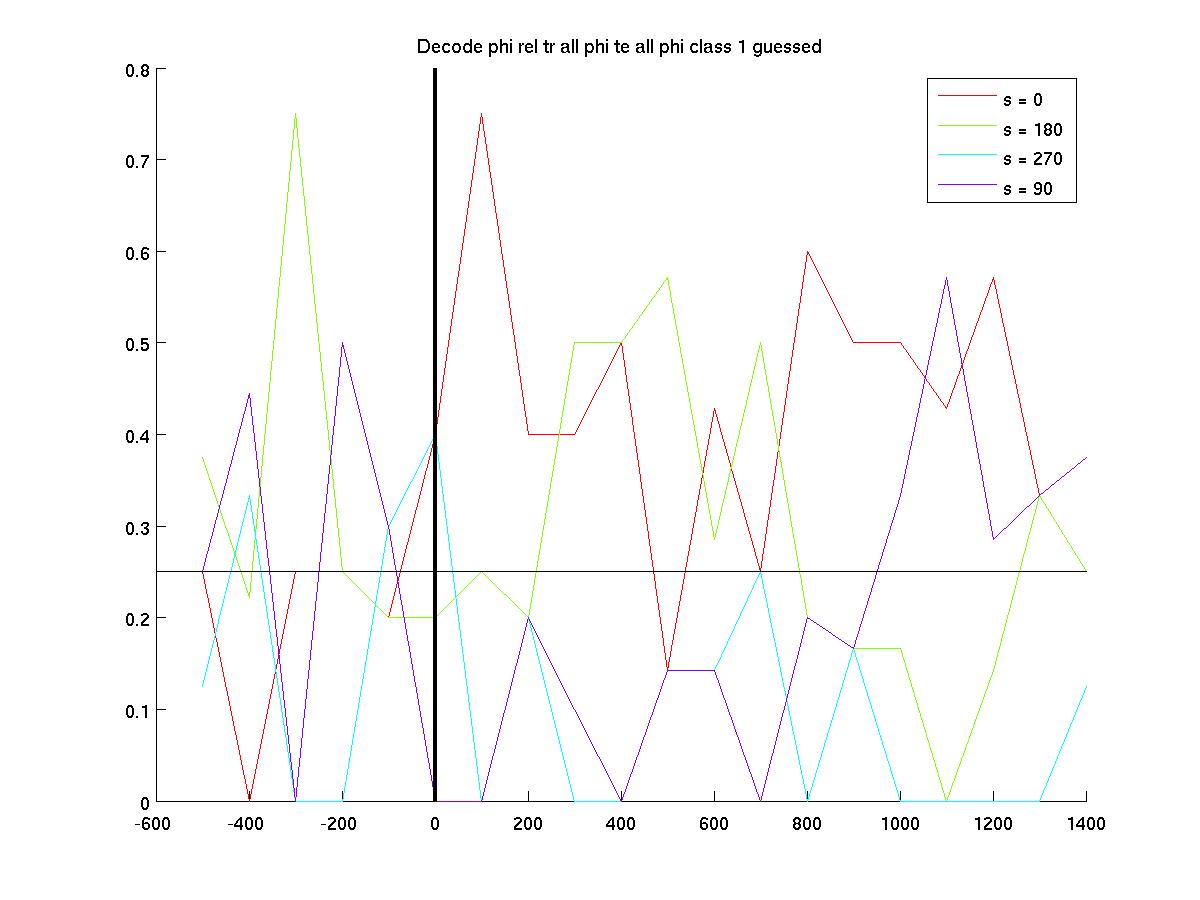 Decode phi rel tr all phi te all phi class 1 guessed
0.8
0.7
0.6
0.5
0.4
0.3
0.2
0.1
0
-600 -400 -200 0 200 400 600 800 1000 1200 1400
s = 0
s = 180
s = 270
s = 90